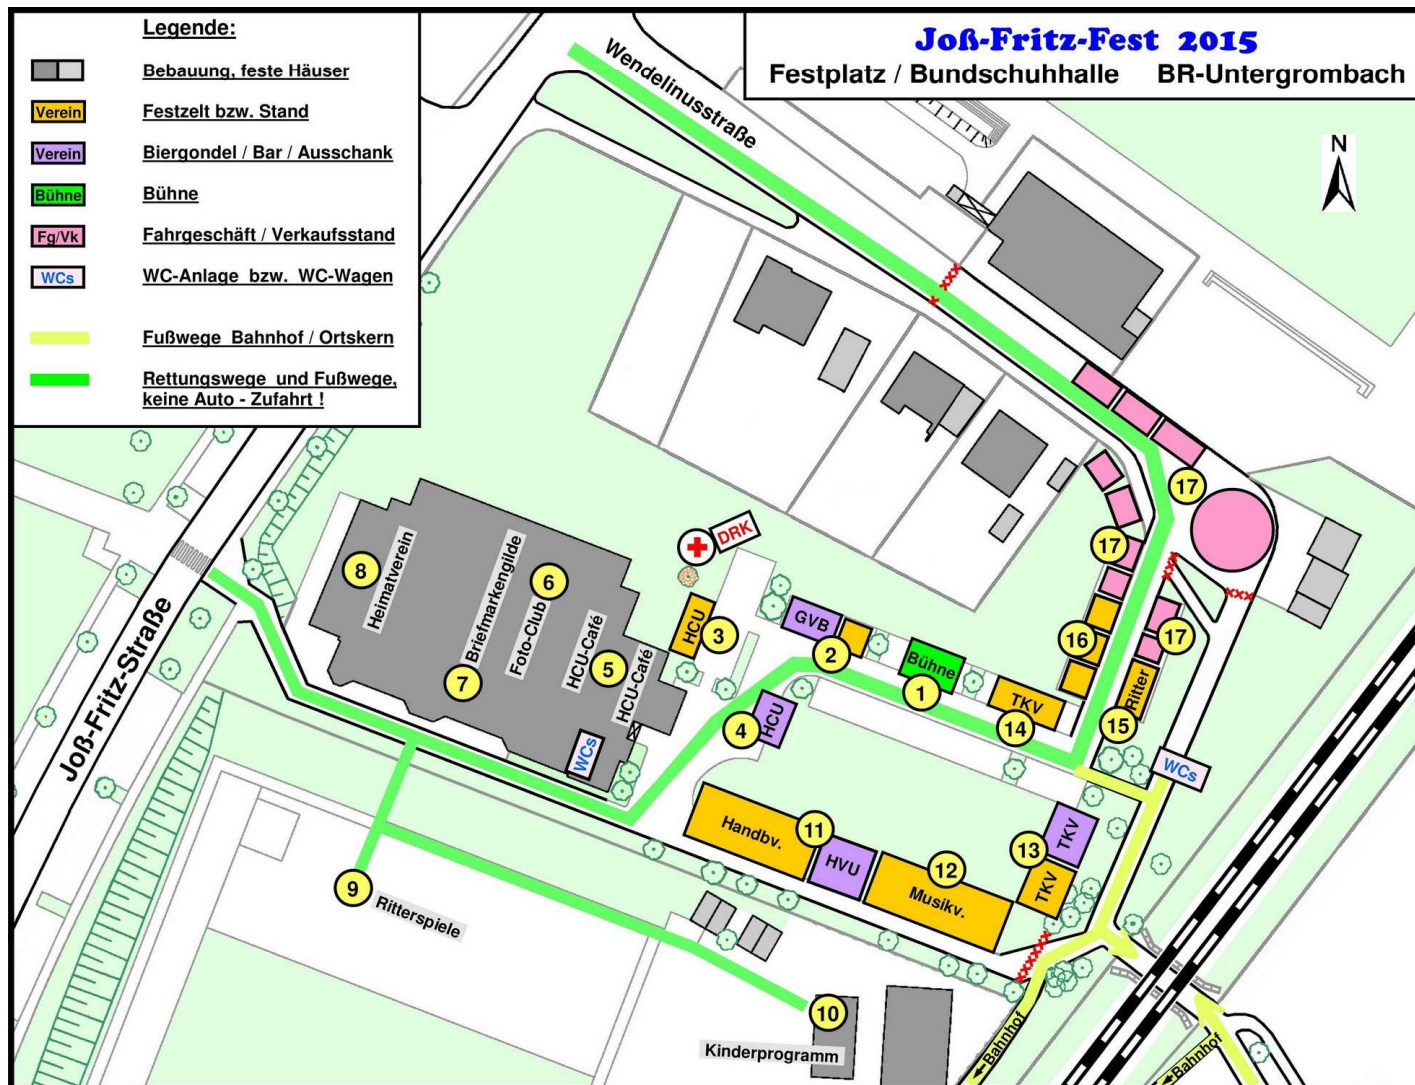 Legende:
Bebauung, feste Häuser
Verein Festzelt bzw. Stand
Verein Biergondel / Bar / Ausschank
Bühne Bühne
Fg/Vk Fahrgeschäft / Verkaufsstand
WCs WC-Anlage bzw. WC-Wagen
Fußwege Bahnhof / Ortskern
Rettungswege und Fußwege,
keine Auto - Zufahrt !
Joß-Fritz-Fest 2015
Festplatz / Bundschuhhalle BR-Untergrombach
N
Wendelinusstraße
Joß-Fritz-Straße
17
17
17
DRK
8
Heimatverein
Briefmarkengilde
7
6
Foto-Club
HCU-Café
5
HCU-Café
WCs
HCU
3
GVB
2
Bühne
1
TKV
14
16
Ritter
15
WCs
4
HCU
Handbv.
11
HVU
12
Musikv.
13
TKV
TKV
9
Ritterspiele
10
Kinderprogramm
Bahnhof
Bahnhof